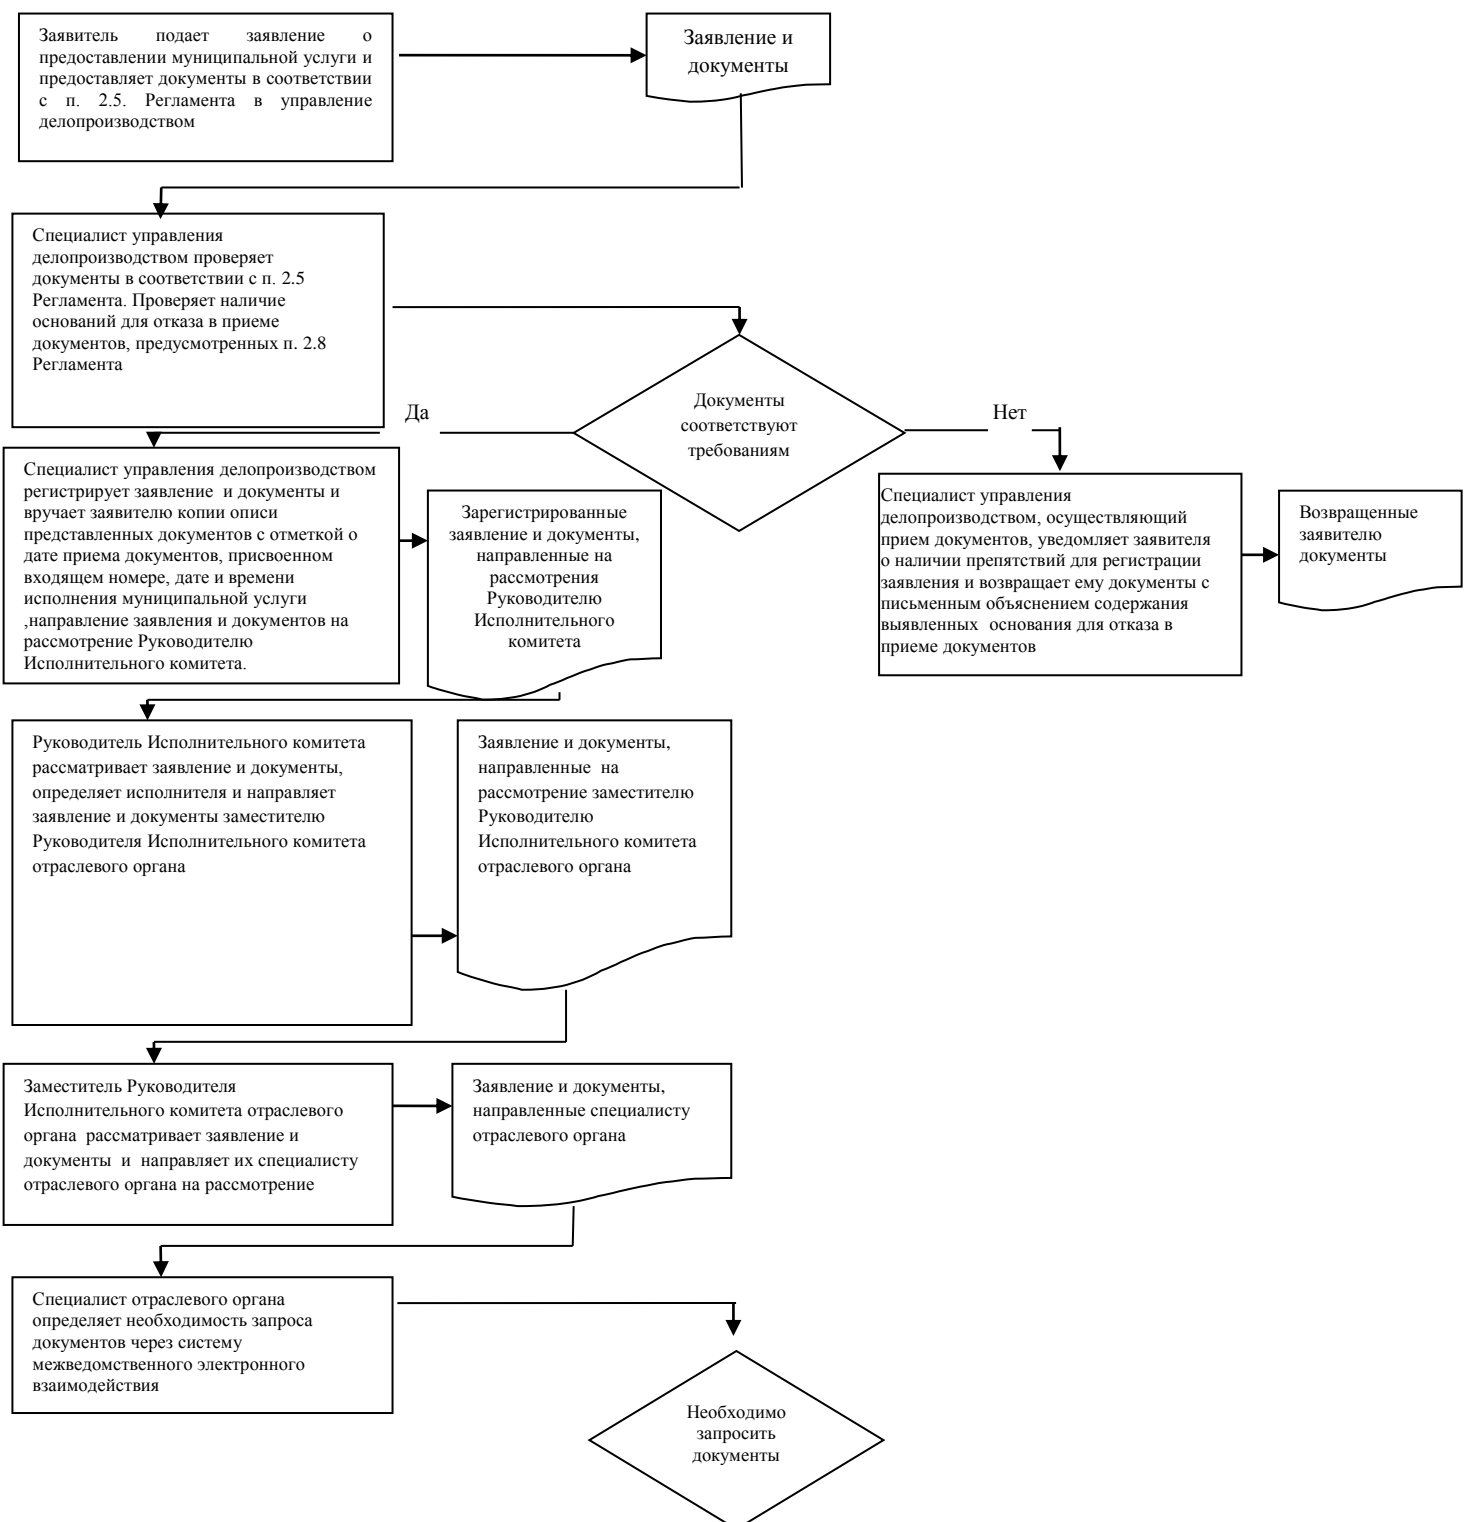 Заявитель подает заявление о
предоставлении муниципальной услуги и
предоставляет документы в соответствии
с п. 2.5. Регламента в управление
делопроизводством
Заявление и
документы
Специалист управления
делопроизводством проверяет
документы в соответствии с п. 2.5
Регламента. Проверяет наличие
оснований для отказа в приеме
документов, предусмотренных п. 2.8
Регламента
Документы
соответствуют
требованиям
Да
Нет
Специалист управления делопроизводством
регистрирует заявление и документы и
вручает заявителю копии описи
представленных документов с отметкой о
дате приема документов, присвоенном
входящем номере, дате и времени
исполнения муниципальной услуги
,направление заявления и документов на
рассмотрение Руководителю
Исполнительного комитета.
Зарегистрированные
заявление и документы,
направленные на
рассмотрения
Руководителю
Исполнительного
комитета
Специалист управления
делопроизводством, осуществляющий
прием документов, уведомляет заявителя
о наличии препятствий для регистрации
заявления и возвращает ему документы с
письменным объяснением содержания
выявленных основания для отказа в
приеме документов
Возвращенные
заявителю
документы
Руководитель Исполнительного комитета
рассматривает заявление и документы,
определяет исполнителя и направляет
заявление и документы заместителю
Руководителя Исполнительного комитета
отраслевого органа
Заявление и документы,
направленные на
рассмотрение заместителю
Руководителю
Исполнительного комитета
отраслевого органа
Заместитель Руководителя
Исполнительного комитета отраслевого
органа рассматривает заявление и
документы и направляет их специалисту
отраслевого органа на рассмотрение
Заявление и документы,
направленные специалисту
отраслевого органа
Специалист отраслевого органа
определяет необходимость запроса
документов через систему
межведомственного электронного
взаимодействия
Необходимо
запросить
документы